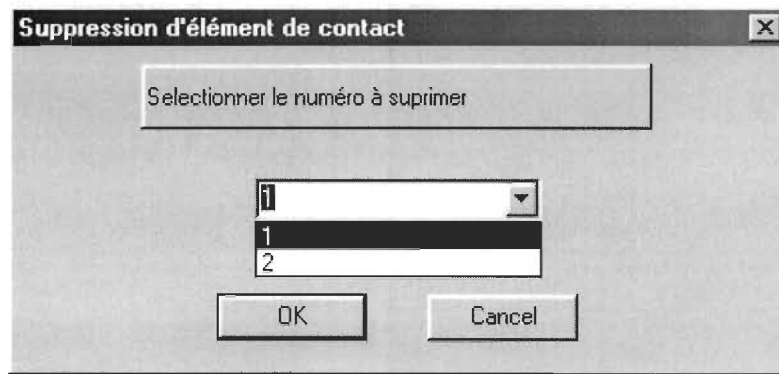 Suppression d'élément de contact
Selectionner le numéro à suprimer
1
1
2
OK
Cancel